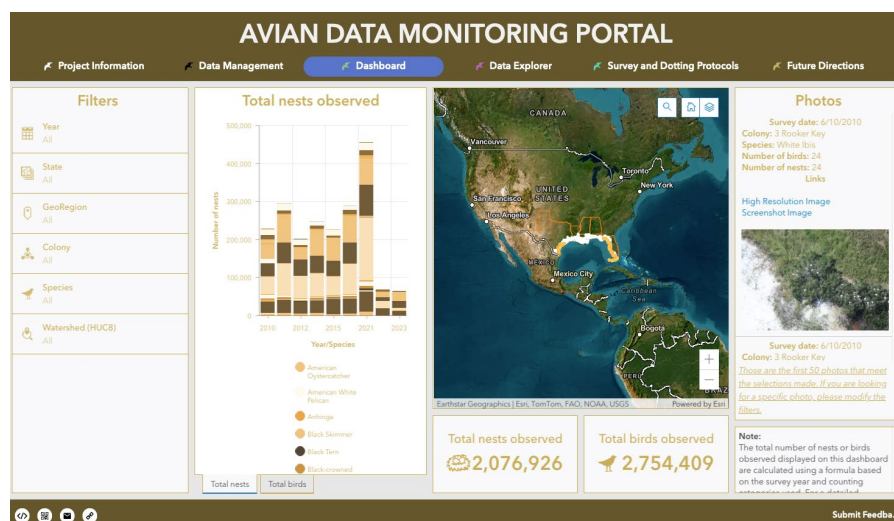 AVIAN DATA MONITORING PORTAL
Project Information
Data Management
Dashboard
Data Explorer
Survey and Dotting Protocols
Future Directions
Filters
Year
All
State
All
GeoRegion
All
Colony
All
Species
All
Watershed (HUC8)
All
Total nests observed
500,000
400,000
300,000
200,000
100,000
0
Number of nests
2010
2012
2015
2021
2023
Year/Species
American
Oystercatcher
American White
Pelican
Anhinga
Black Skimmer
Black Tern
Black-crowned
Total nests
Total birds
CANADA
Vancouver
Toronto
New York
UNITED
STATES
San Francisco
Los Angeles
MEXICO
Mexico City
Caribbean
Sea
Bogotá
PERU
BRAZ
+
−
Earthstar Geographics | Esri, TomTom, FAO, NOAA, USGS
Powered by Esri
Total nests observed
2,076,926
Total birds observed
2,754,409
Photos
Survey date: 6/10/2010
Colony: 3 Rooker Key
Species: White Ibis
Number of birds: 24
Number of nests: 24
Links
High Resolution Image
Screenshot Image
Survey date: 6/10/2010
Colony: 3 Rooker Key
Those are the first 50 photos that meet
the selections made. If you are looking
for a specific photo, please modify the
filters.
Note:
The total number of nests or birds
observed displayed on this dashboard
are calculated using a formula based
on the survey year and counting
categories used. For a detailed
Submit Feedba